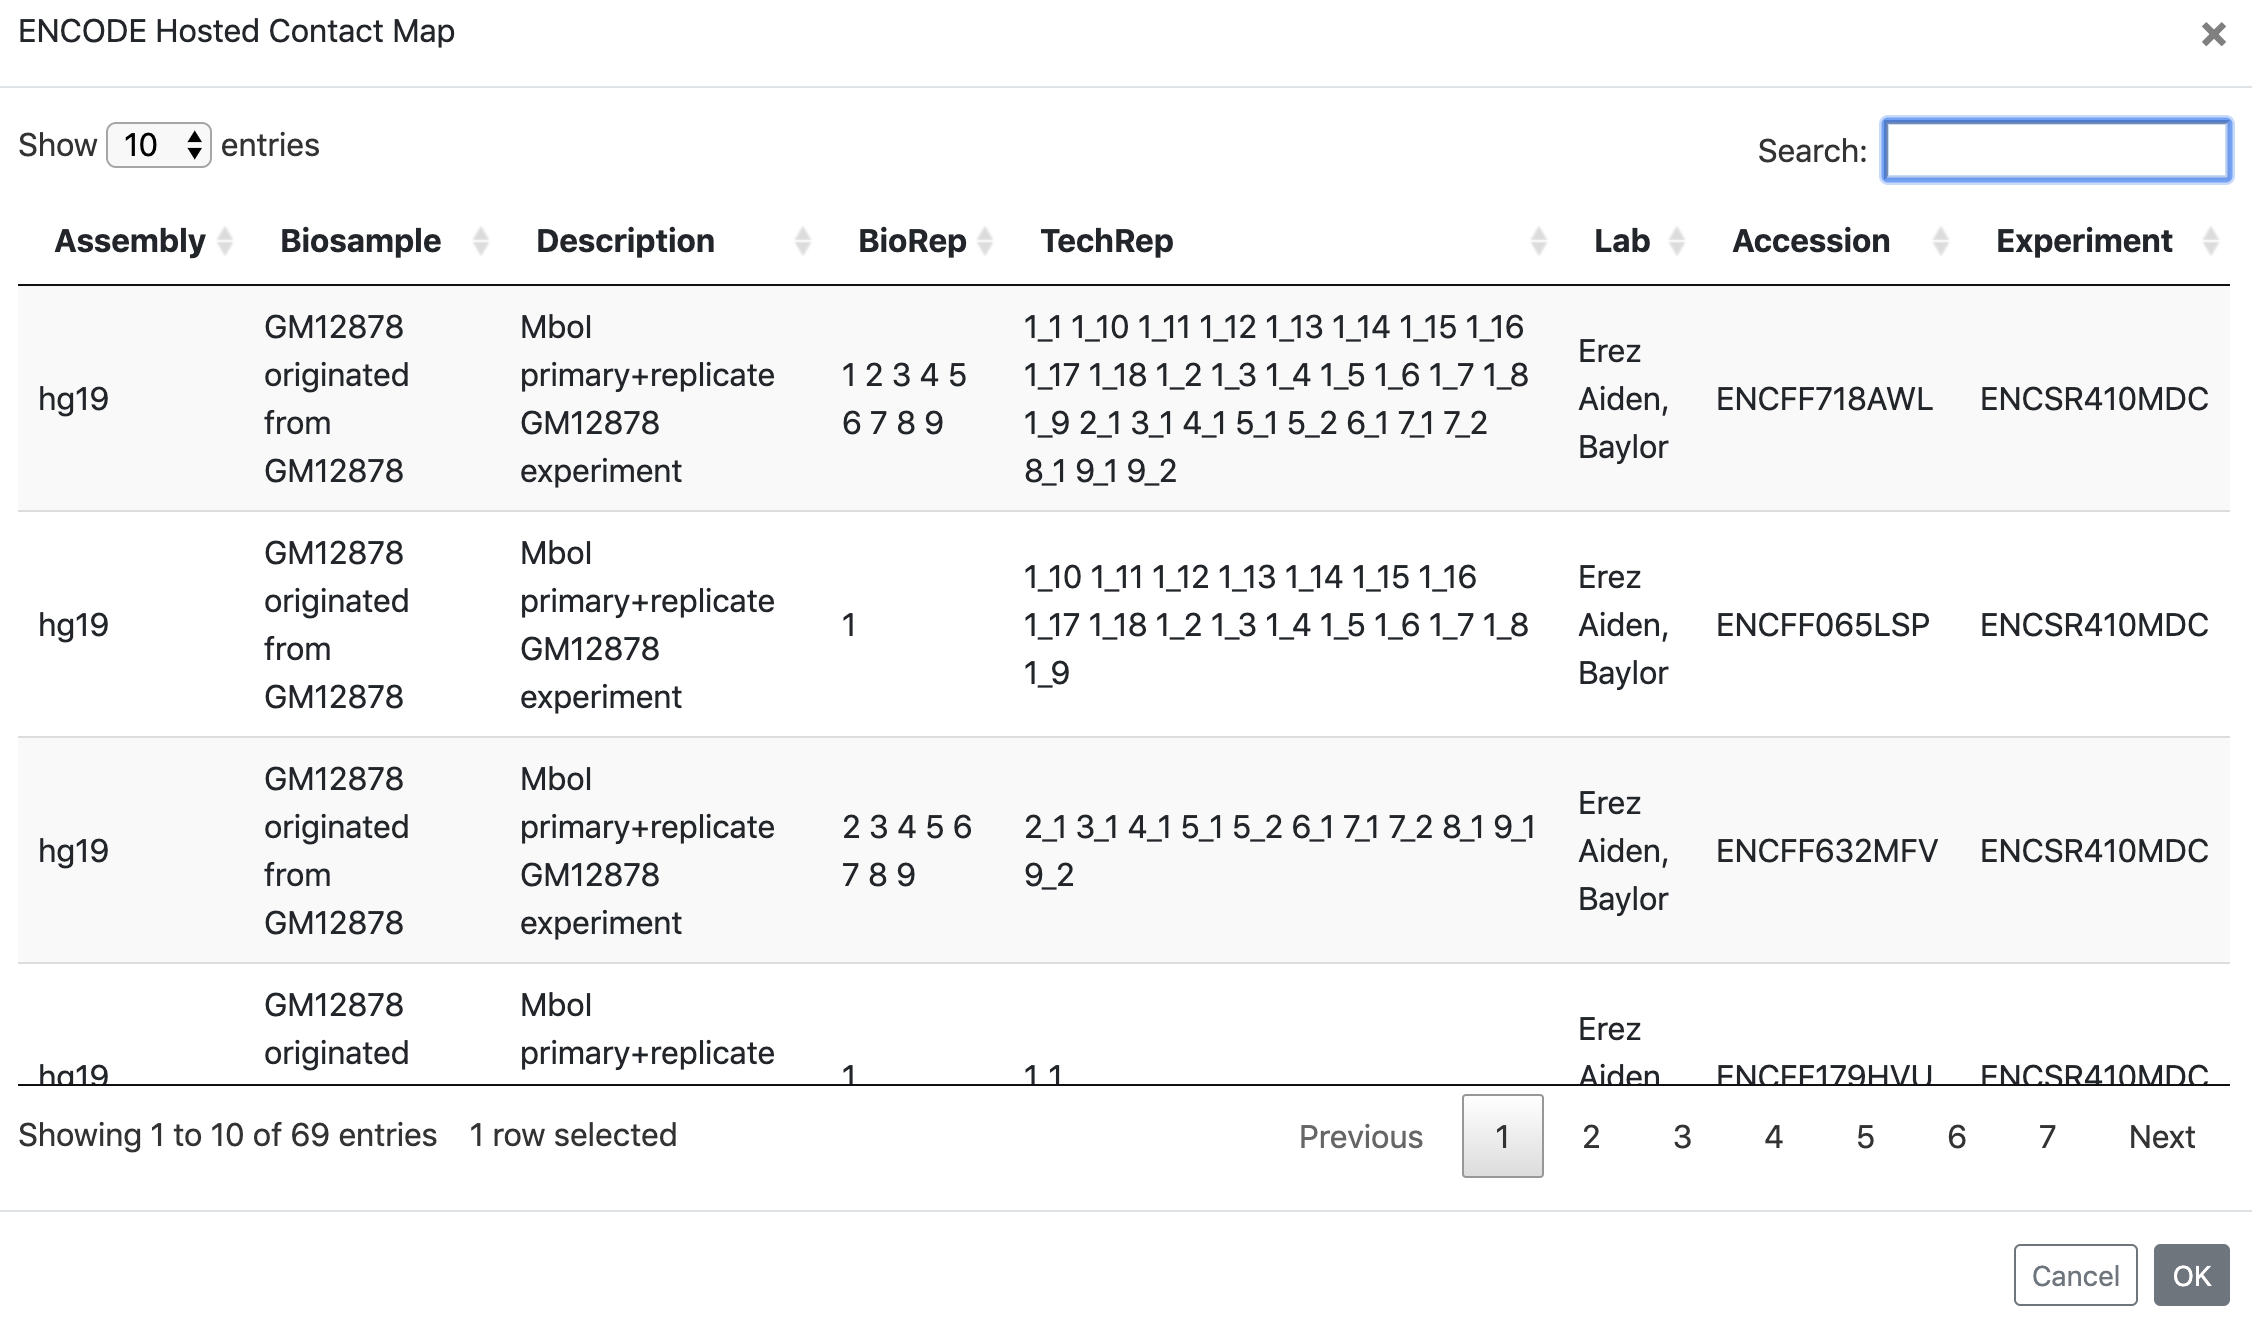 ENCODE Hosted Contact Map ×
Show 10 entries Search:
Assembly Biosample Description BioRep TechRep Lab Accession Experiment
hg19
GM12878
originated
from
GM12878
MboI
primary+replicate
GM12878
experiment
1 2 3 4 5
6 7 8 9
1_1 1_10 1_11 1_12 1_13 1_14 1_15 1_16
1_17 1_18 1_2 1_3 1_4 1_5 1_6 1_7 1_8
1_9 2_1 3_1 4_1 5_1 5_2 6_1 7_1 7_2
8_1 9_1 9_2
Erez
Aiden,
Baylor
ENCFF718AWL
ENCSR410MDC
hg19
GM12878
originated
from
GM12878
MboI
primary+replicate
GM12878
experiment
1
1_10 1_11 1_12 1_13 1_14 1_15 1_16
1_17 1_18 1_2 1_3 1_4 1_5 1_6 1_7 1_8
1_9
Erez
Aiden,
Baylor
ENCFF065LSP
ENCSR410MDC
hg19
GM12878
originated
from
GM12878
MboI
primary+replicate
GM12878
experiment
2 3 4 5 6
7 8 9
2_1 3_1 4_1 5_1 5_2 6_1 7_1 7_2 8_1 9_1
9_2
Erez
Aiden,
Baylor
ENCFF632MFV
ENCSR410MDC
hg19
GM12878
originated
MboI
primary+replicate
1
1 1
Erez
Aiden
ENCFF179HVU
ENCSR410MDC
Showing 1 to 10 of 69 entries 1 row selected
Previous 1 2 3 4 5 6 7 Next
Cancel OK